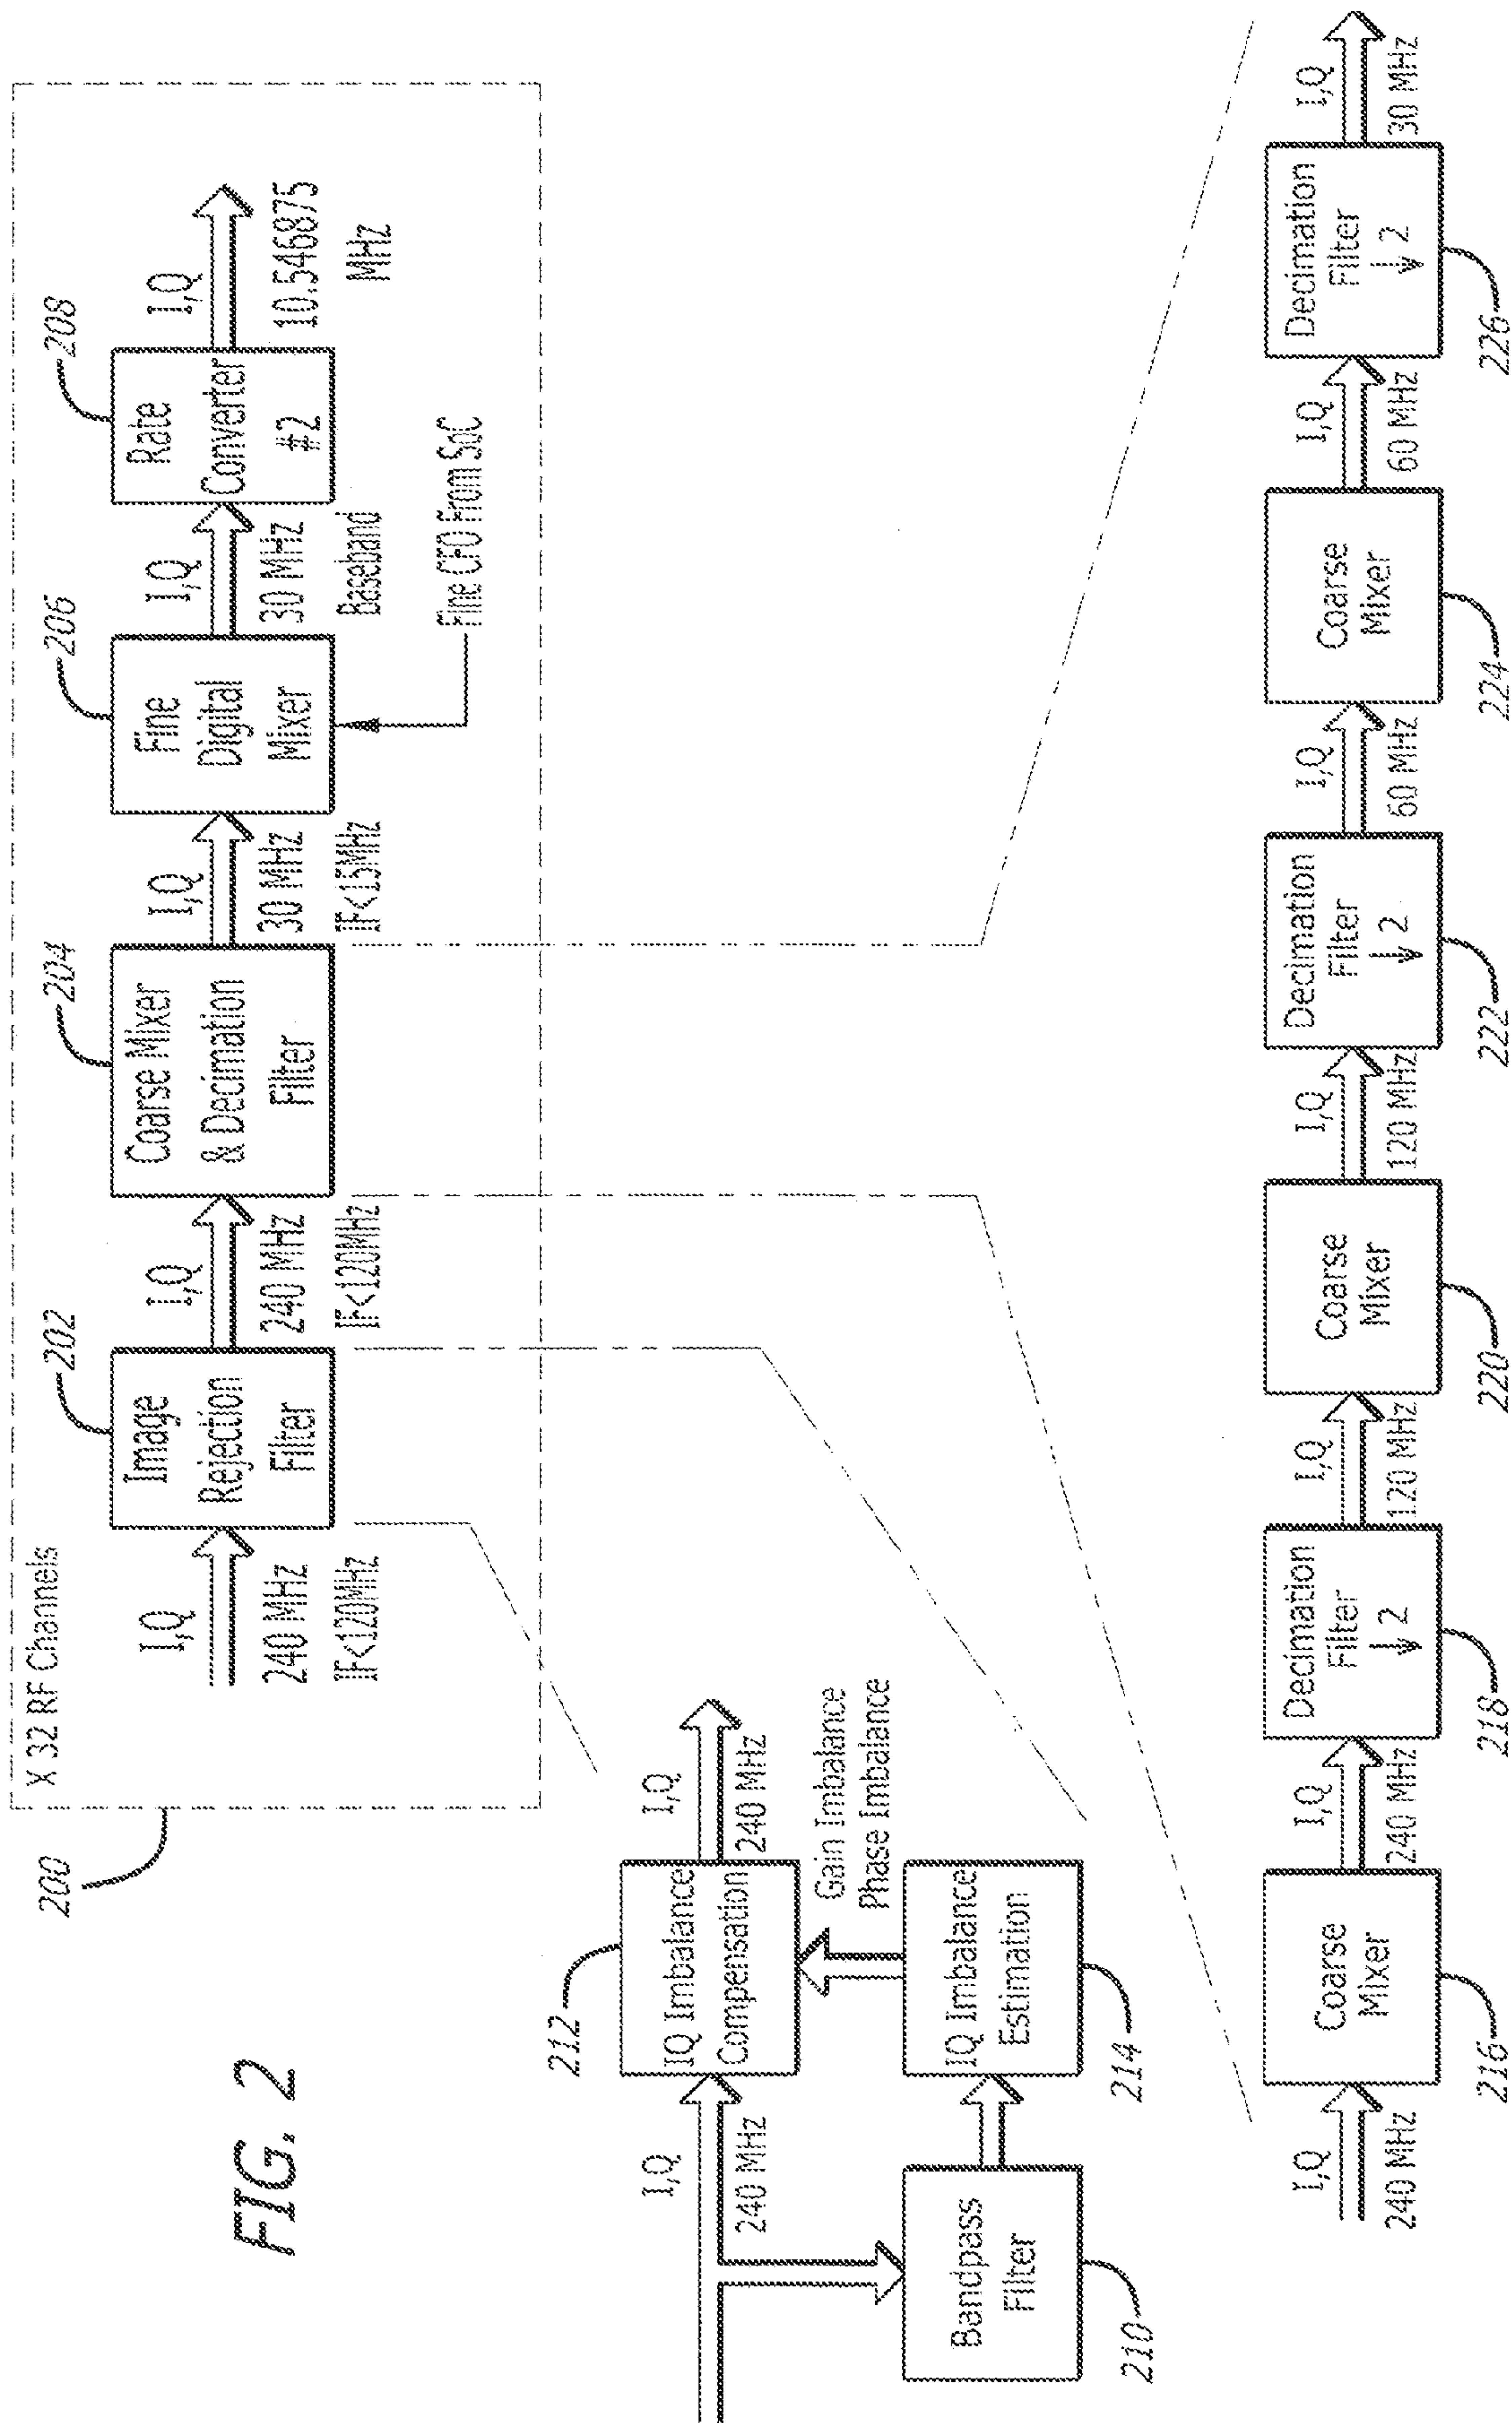 FIG. 2
200
X 32 RF Channels
I,Q
240 MHz
IF<120MHz
202
Image
Rejection
Filter
I,Q
240 MHz
IF<120MHz
204
Coarse Mixer
& Decimation
Filter
I,Q
30 MHz
IF<15MHz
206
Fine
Digital
Mixer
I,Q
30 MHz
Baseband
Fine CFO From SoC
208
Rate
Converter
#2
I,Q
10.546875
MHz
I,Q
240 MHz
212
IQ Imbalance
Compensation
I,Q
240 MHz
Gain Imbalance
Phase Imbalance
Bandpass
Filter
210
IQ Imbalance
Estimation
214
I,Q
240 MHz
Coarse
Mixer
216
I,Q
240 MHz
Decimation
Filter
↓ 2
218
I,Q
120 MHz
Coarse
Mixer
220
I,Q
120 MHz
Decimation
Filter
↓ 2
222
I,Q
60 MHz
Coarse
Mixer
224
I,Q
60 MHz
Decimation
Filter
↓ 2
226
I,Q
30 MHz